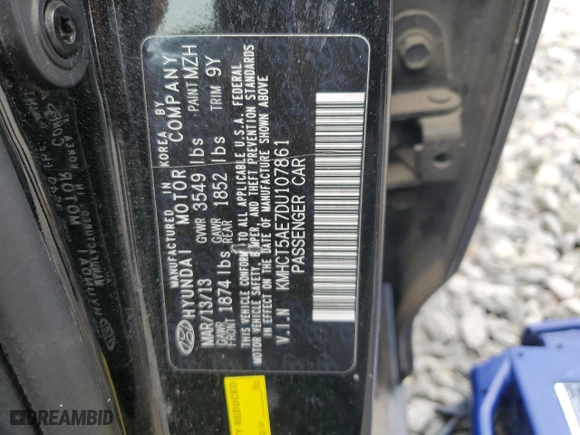 MANUFACTURED IN KOREA BY
HYUNDAI MOTOR COMPANY
MAR/13/13 GVWR 3549 lbs PAINT MZH
GAWR FRONT 1874 lbs GAWR REAR 1852 lbs TRIM 9Y
THIS VEHICLE CONFORMS TO ALL APPLICABLE U.S.A. FEDERAL
MOTOR VEHICLE SAFETY, BUMPER, AND THEFT PREVENTION STANDARDS
IN EFFECT ON THE DATE OF MANUFACTURE SHOWN ABOVE
V.I.N KMHCT5AE7DU107861
PASSENGER CAR
REDUCED
DREAMBID